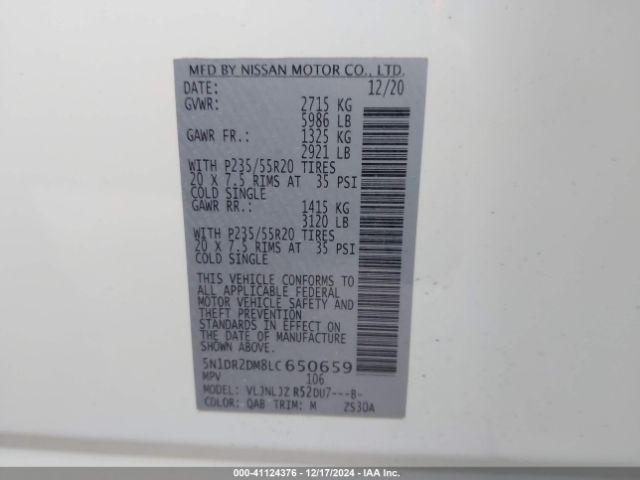 MFD BY NISSAN MOTOR CO., LTD.
DATE: 12/20
GVWR: 2715 KG
5986 LB
GAWR FR.: 1325 KG
2921 LB
WITH P235/55R20 TIRES
20 X 7.5 RIMS AT 35 PSI
COLD SINGLE
GAWR RR.: 1415 KG
3120 LB
WITH P235/55R20 TIRES
20 X 7.5 RIMS AT 35 PSI
COLD SINGLE
THIS VEHICLE CONFORMS TO
ALL APPLICABLE FEDERAL
MOTOR VEHICLE SAFETY AND
THEFT PREVENTION
STANDARDS IN EFFECT ON
THE DATE OF MANUFACTURE
SHOWN ABOVE.
5N1DR2DM8LC650659
MPV 106
MODEL: VLJNLJZ R52DU7---B-
COLOR: QAB TRIM: M ZS3DA
000-41124376 - 12/17/2024 - IAA Inc.